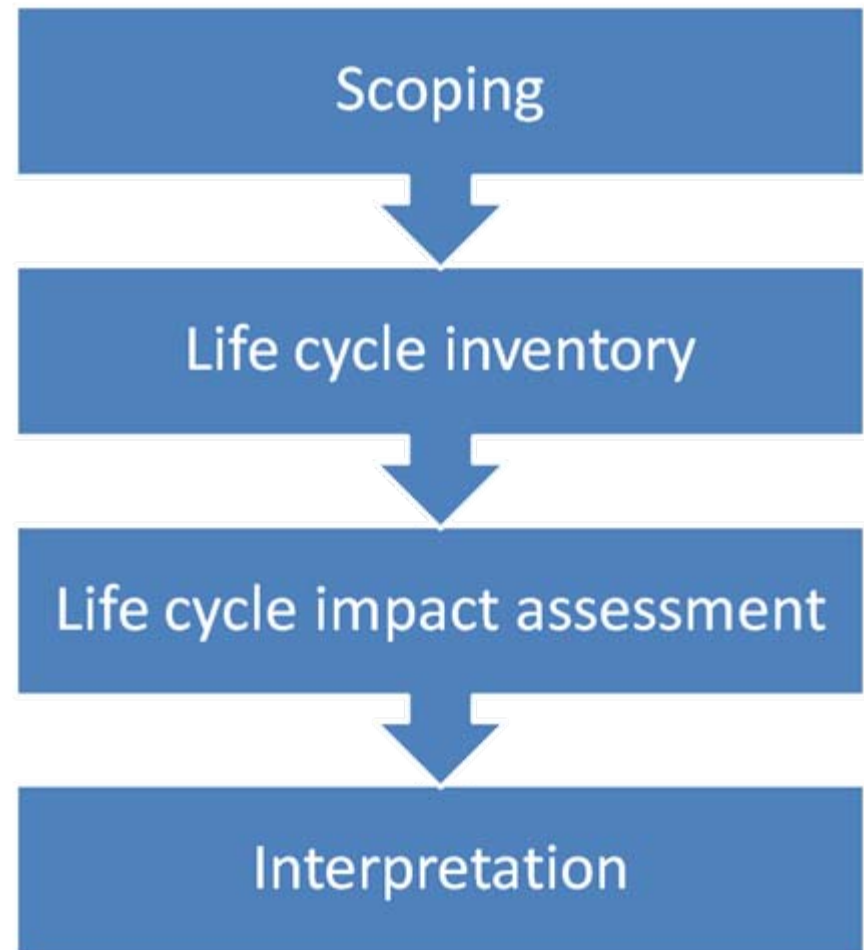 Scoping
Life cycle inventory
Life cycle impact assessment
Interpretation